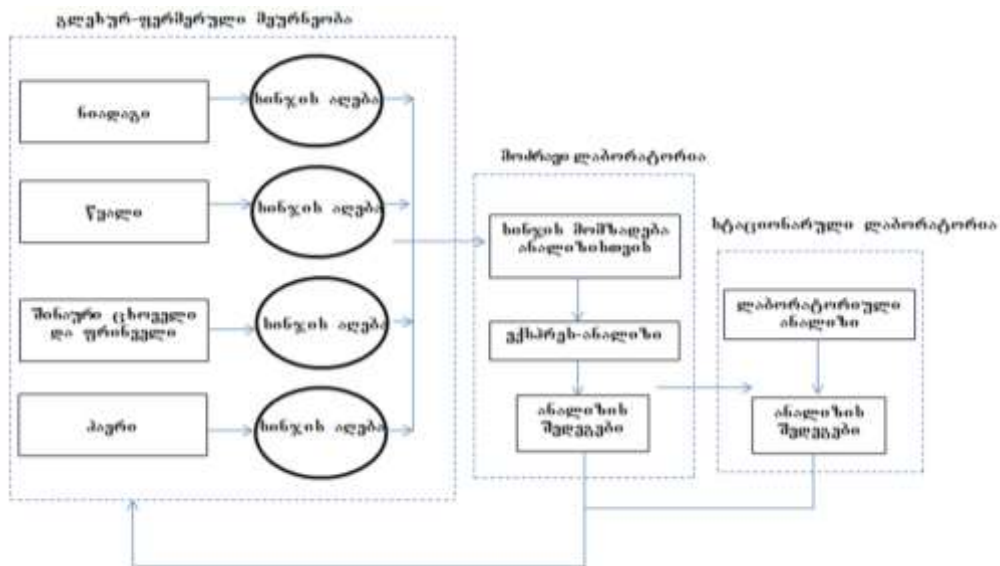 გლეხურ-ფერმერული მეურნეობა
ნიადაგი
სინჯის აღება
წყალი
სინჯის აღება
შინაური ცხოველი
და ფრინველი
სინჯის აღება
ჰაერი
სინჯის აღება
მოძრავი ლაბორატორია
სინჯის მომზადება
ანალიზისთვის
ექსპრეს-ანალიზი
ანალიზის
შედეგები
სტაციონარული ლაბორატორია
ლაბორატორიული
ანალიზი
ანალიზის
შედეგები